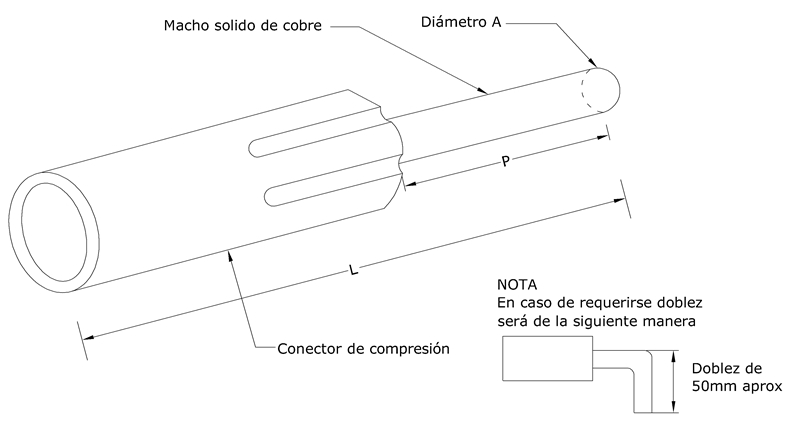 Macho solido de cobre
Diámetro A
P
L
Conector de compresión
NOTA
En caso de requerirse doblez
será de la siguiente manera
Doblez de
50mm aprox